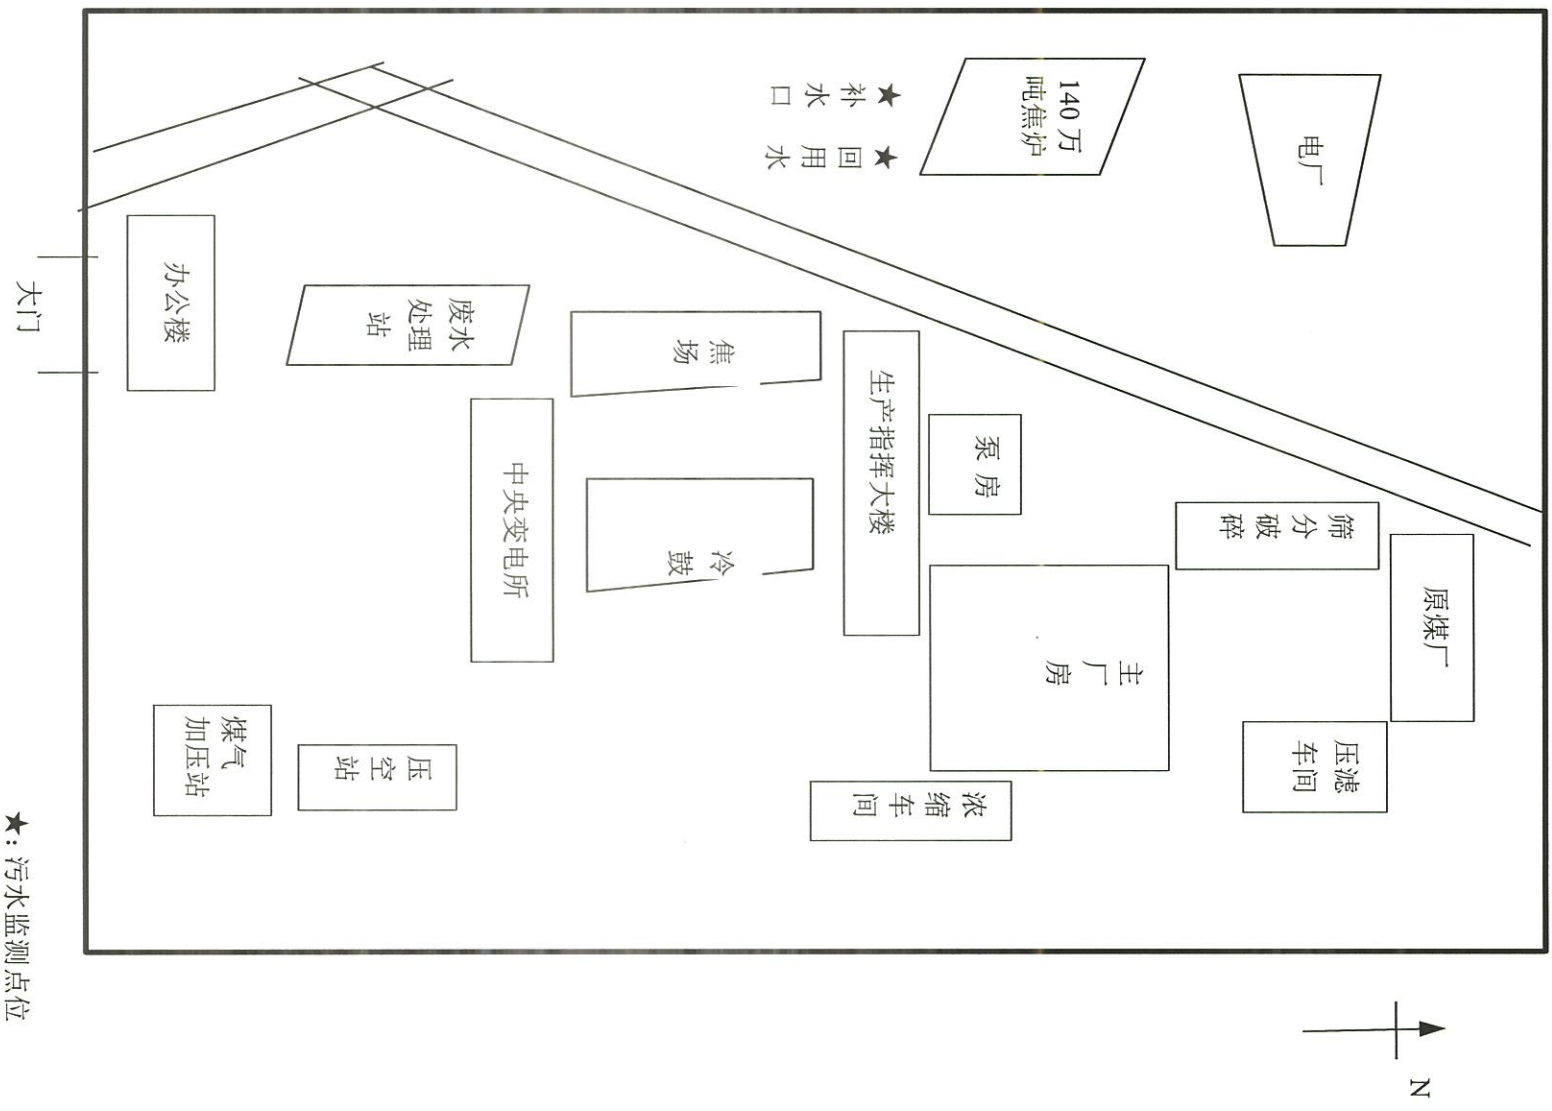 N
原煤厂
电厂
筛分破碎
压滤
车间
140万
吨焦炉
主厂房
泵 房
浓缩车间
生产指挥大楼
★补水口
★回用水
焦场
冷鼓
中央变电所
废水
处理
站
压空站
煤气
加压站
办公楼
大门
★:污水监测点位